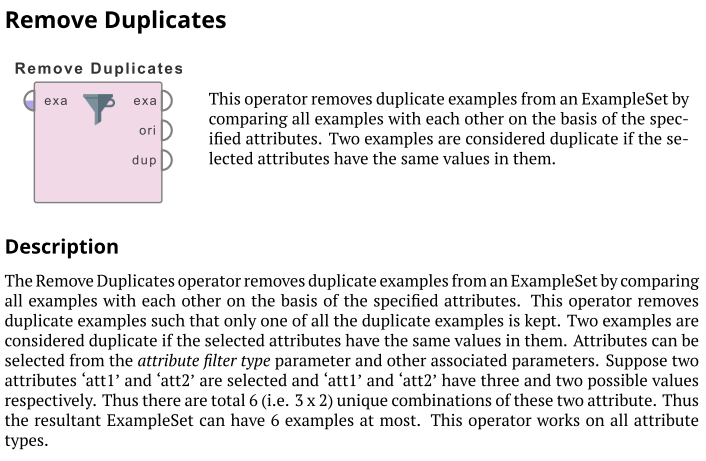 Remove Duplicates
Remove Duplicates
exa
exa
ori
dup
This operator removes duplicate examples from an ExampleSet by
comparing all examples with each other on the basis of the spec-
ified attributes. Two examples are considered duplicate if the se-
lected attributes have the same values in them.
Description
The Remove Duplicates operator removes duplicate examples from an ExampleSet by comparing
all examples with each other on the basis of the specified attributes. This operator removes
duplicate examples such that only one of all the duplicate examples is kept. Two examples are
considered duplicate if the selected attributes have the same values in them. Attributes can be
selected from the attribute filter type parameter and other associated parameters. Suppose two
attributes ‘att1’ and ‘att2’ are selected and ‘att1’ and ‘att2’ have three and two possible values
respectively. Thus there are total 6 (i.e. 3 x 2) unique combinations of these two attribute. Thus
the resultant ExampleSet can have 6 examples at most. This operator works on all attribute
types.